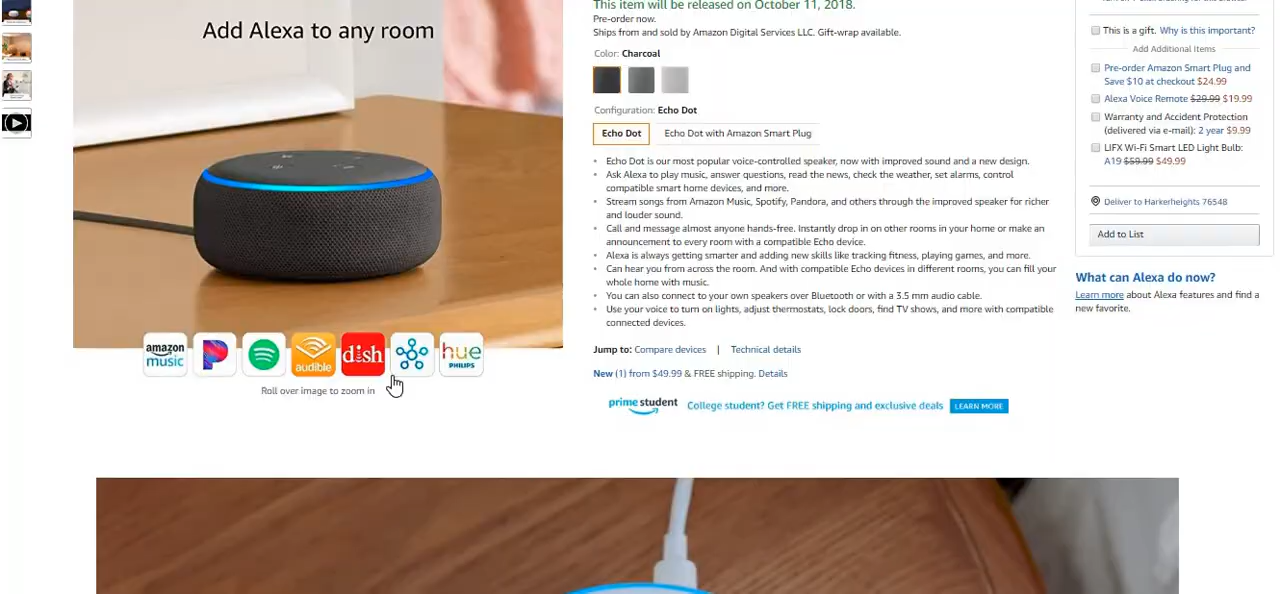 Add Alexa to any room
amazon
music
audible
dish
hue
PHILIPS
Roll over image to zoom in
This item will be released on October 11, 2018.
Pre-order now.
Ships from and sold by Amazon Digital Services LLC. Gift-wrap available.
Color: Charcoal
Configuration: Echo Dot
Echo Dot
Echo Dot with Amazon Smart Plug
• Echo Dot is our most popular voice-controlled speaker, now with improved sound and a new design.
• Ask Alexa to play music, answer questions, read the news, check the weather, set alarms, control
compatible smart home devices, and more.
• Stream songs from Amazon Music, Spotify, Pandora, and others through the improved speaker for richer
and louder sound.
• Call and message almost anyone hands-free. Instantly drop in on other rooms in your home or make an
announcement to every room with a compatible Echo device.
• Alexa is always getting smarter and adding new skills like tracking fitness, playing games, and more.
• Can hear you from across the room. And with compatible Echo devices in different rooms, you can fill your
whole home with music.
• You can also connect to your own speakers over Bluetooth or with a 3.5 mm audio cable.
• Use your voice to turn on lights, adjust thermostats, lock doors, find TV shows, and more with compatible
connected devices.
Jump to: Compare devices | Technical details
New (1) from $49.99 & FREE shipping. Details
prime student College student? Get FREE shipping and exclusive deals LEARN MORE
This is a gift. Why is this important?
Add Additional Items
Pre-order Amazon Smart Plug and
Save $10 at checkout $24.99
Alexa Voice Remote $29.99 $19.99
Warranty and Accident Protection
(delivered via e-mail): 2 year $9.99
LIFX Wi-Fi Smart LED Light Bulb:
A19 $59.99 $49.99
Deliver to Harkerheights 76548
Add to List
What can Alexa do now?
Learn more about Alexa features and find a
new favorite.